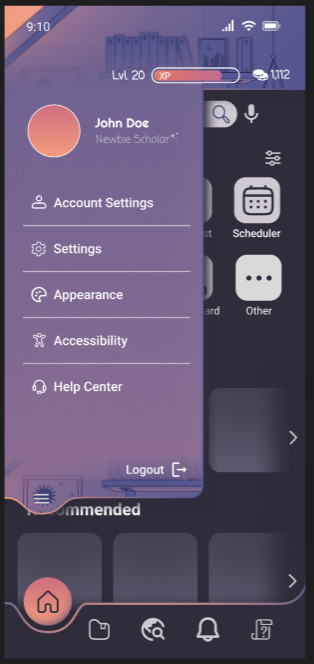 9:10
Lvl. 20 XP 1,112
John Doe
Newbie Scholar
Account Settings
st Scheduler
Settings
Appearance
ard Other
Accessibility
Help Center
Logout
mmended